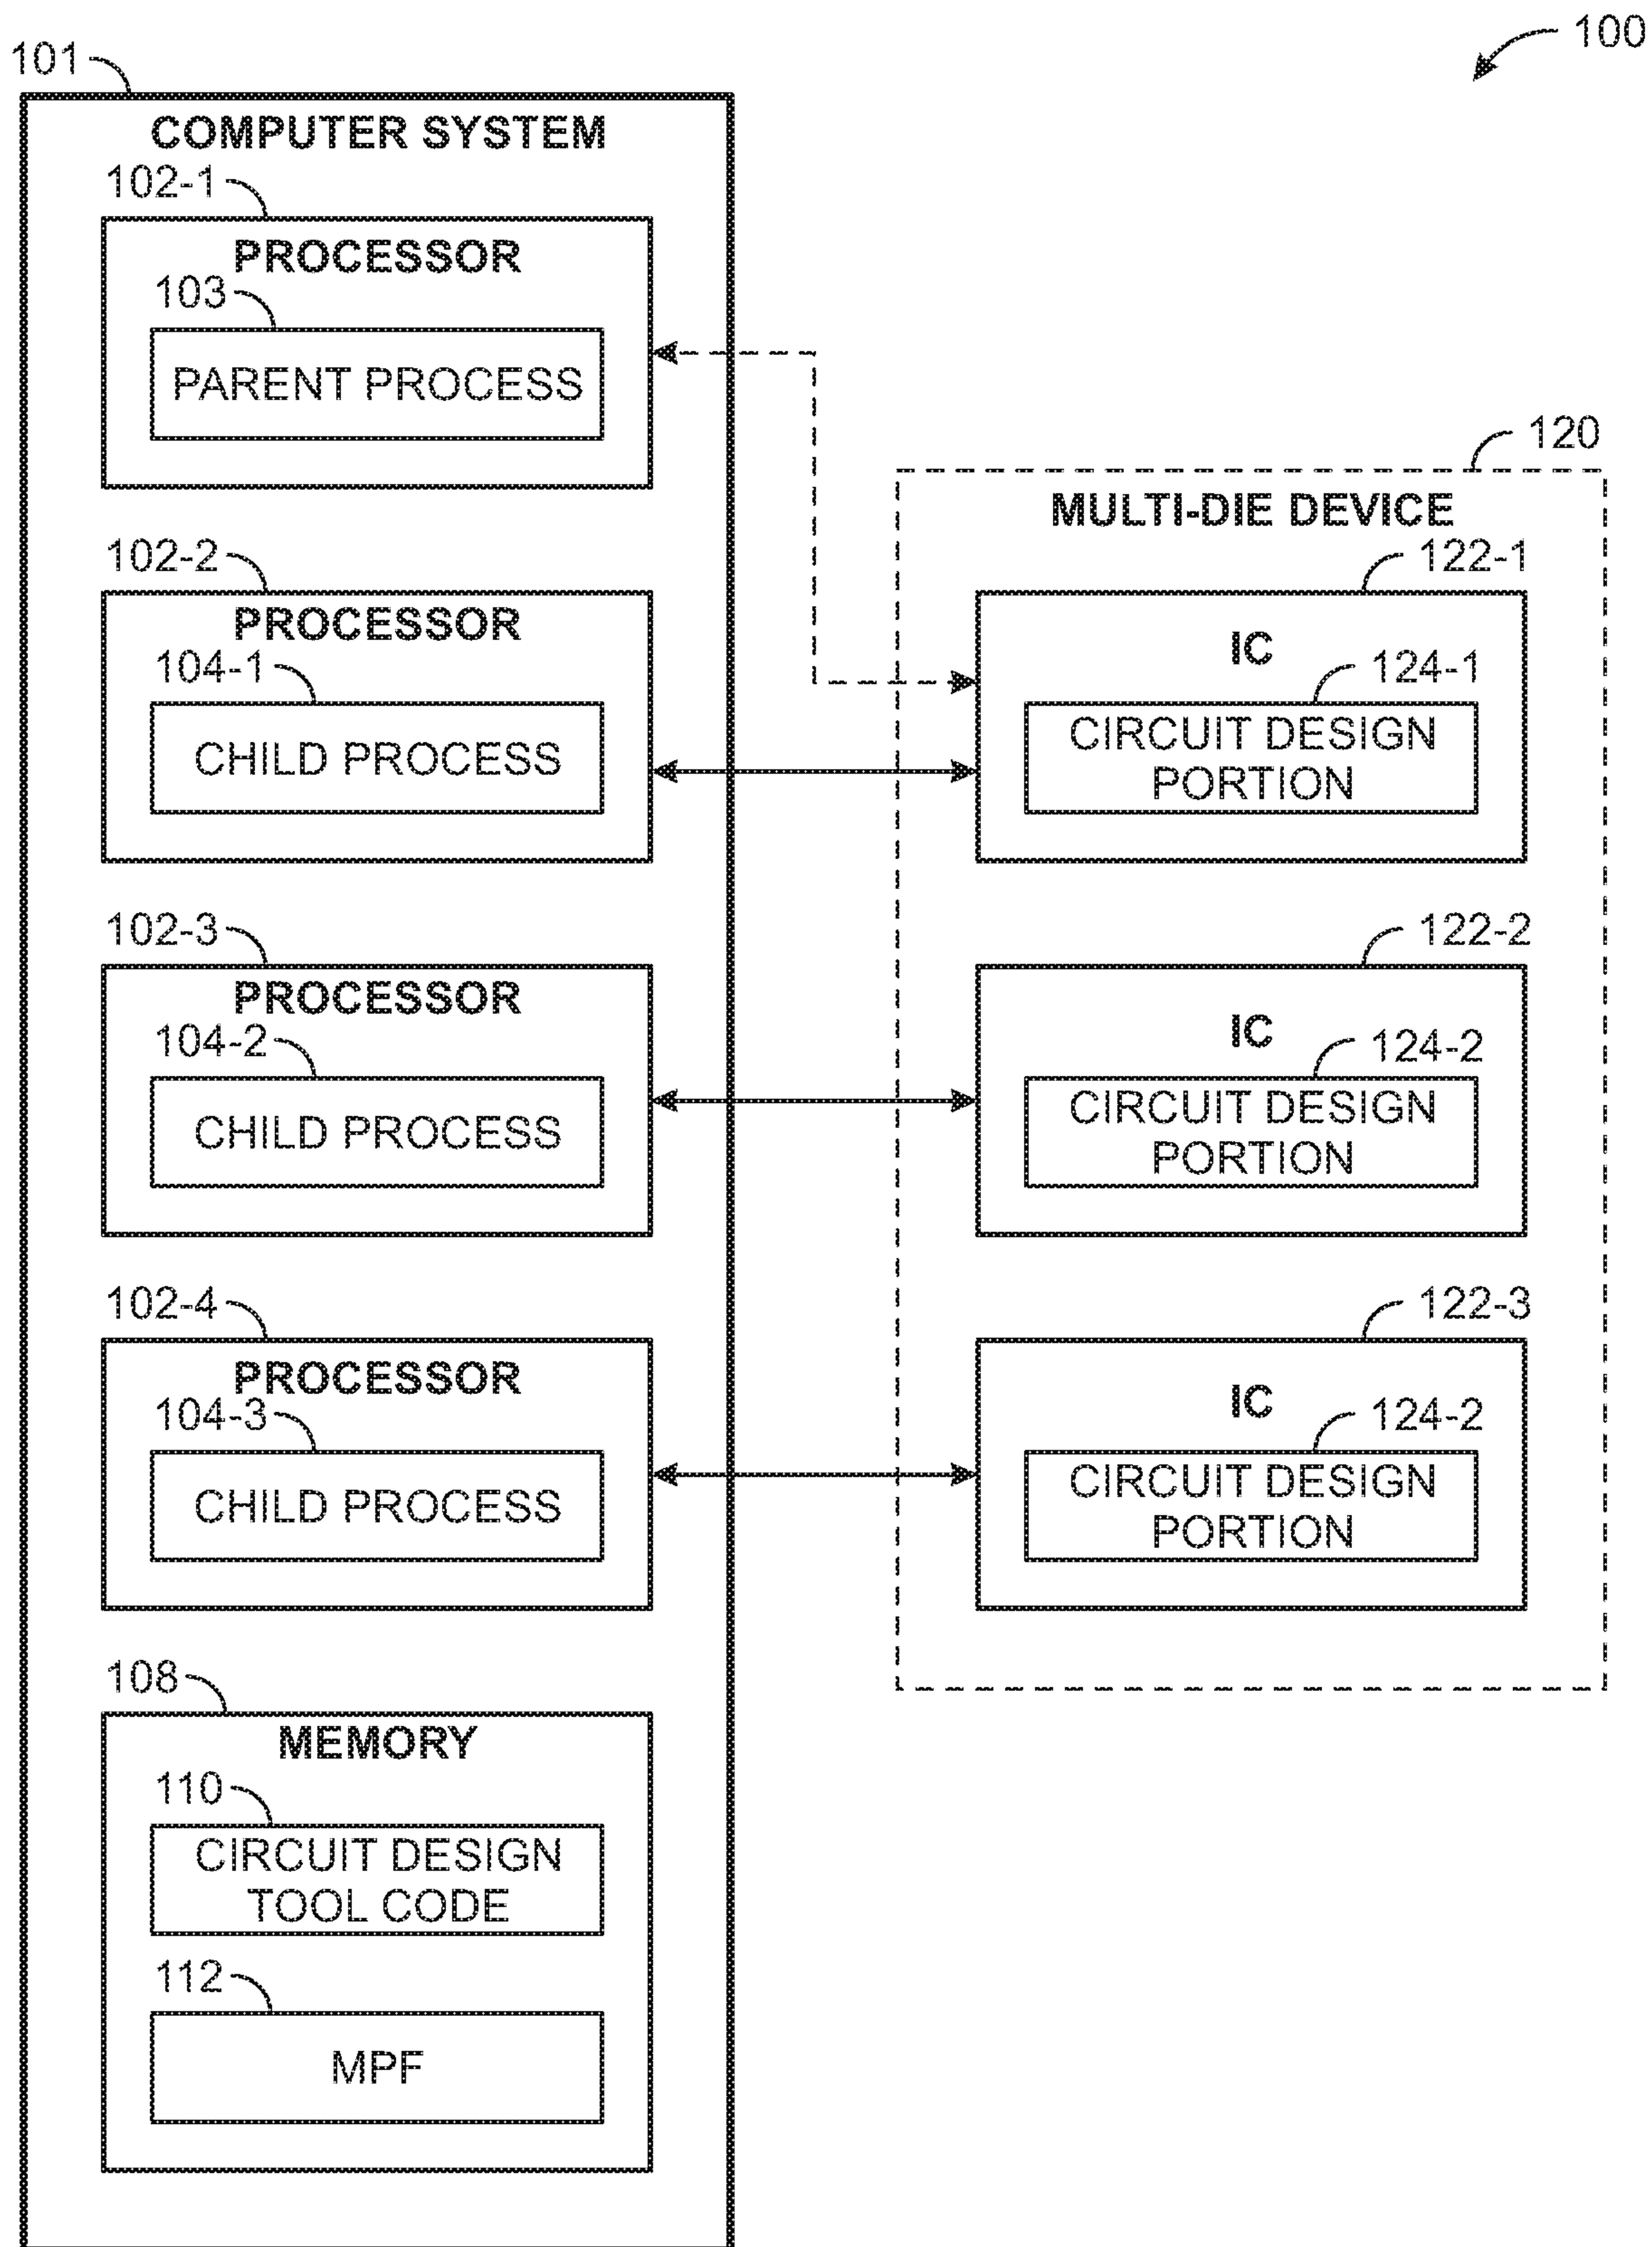 100
101
COMPUTER SYSTEM
102-1
PROCESSOR
103
PARENT PROCESS
102-2
PROCESSOR
104-1
CHILD PROCESS
102-3
PROCESSOR
104-2
CHILD PROCESS
102-4
PROCESSOR
104-3
CHILD PROCESS
108
MEMORY
110
CIRCUIT DESIGN
TOOL CODE
112
MPF
120
MULTI-DIE DEVICE
122-1
IC
124-1
CIRCUIT DESIGN
PORTION
122-2
IC
124-2
CIRCUIT DESIGN
PORTION
122-3
IC
124-2
CIRCUIT DESIGN
PORTION